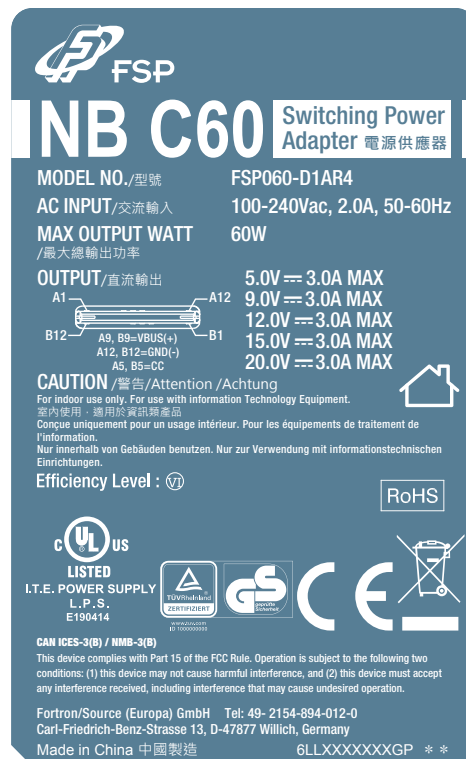 FSP
NB C60 Switching Power
Adapter 電源供應器
MODEL NO./型號 FSP060-D1AR4
AC INPUT/交流輸入 100-240Vac, 2.0A, 50-60Hz
MAX OUTPUT WATT 60W
/最大總輸出功率
OUTPUT/直流輸出 5.0V⎓3.0A MAX
9.0V⎓3.0A MAX
12.0V⎓3.0A MAX
15.0V⎓3.0A MAX
20.0V⎓3.0A MAX
A1 A12
B12 B1
A9, B9=VBUS(+)
A12, B12=GND(-)
A5, B5=CC
CAUTION /警告/Attention /Achtung
For indoor use only. For use with information Technology Equipment.
室內使用，適用於資訊類產品
Conçue uniquement pour un usage intérieur. Pour les équipements de traitement de
l'information.
Nur innerhalb von Gebäuden benutzen. Nur zur Verwendung mit informationstechnischen
Einrichtungen.
Efficiency Level : VI
RoHS
C UL US
LISTED
I.T.E. POWER SUPPLY
L.P.S.
E190414
TÜVRheinland
ZERTIFIZIERT
www.tuv.com
ID 1000000000
GS
geprüfte
Sicherheit
CE
CAN ICES-3(B) / NMB-3(B)
This device complies with Part 15 of the FCC Rule. Operation is subject to the following two
conditions: (1) this device may not cause harmful interference, and (2) this device must accept
any interference received, including interference that may cause undesired operation.
Fortron/Source (Europa) GmbH Tel: 49- 2154-894-012-0
Carl-Friedrich-Benz-Strasse 13, D-47877 Willich, Germany
Made in China 中國製造 6LLXXXXXXXGP * *